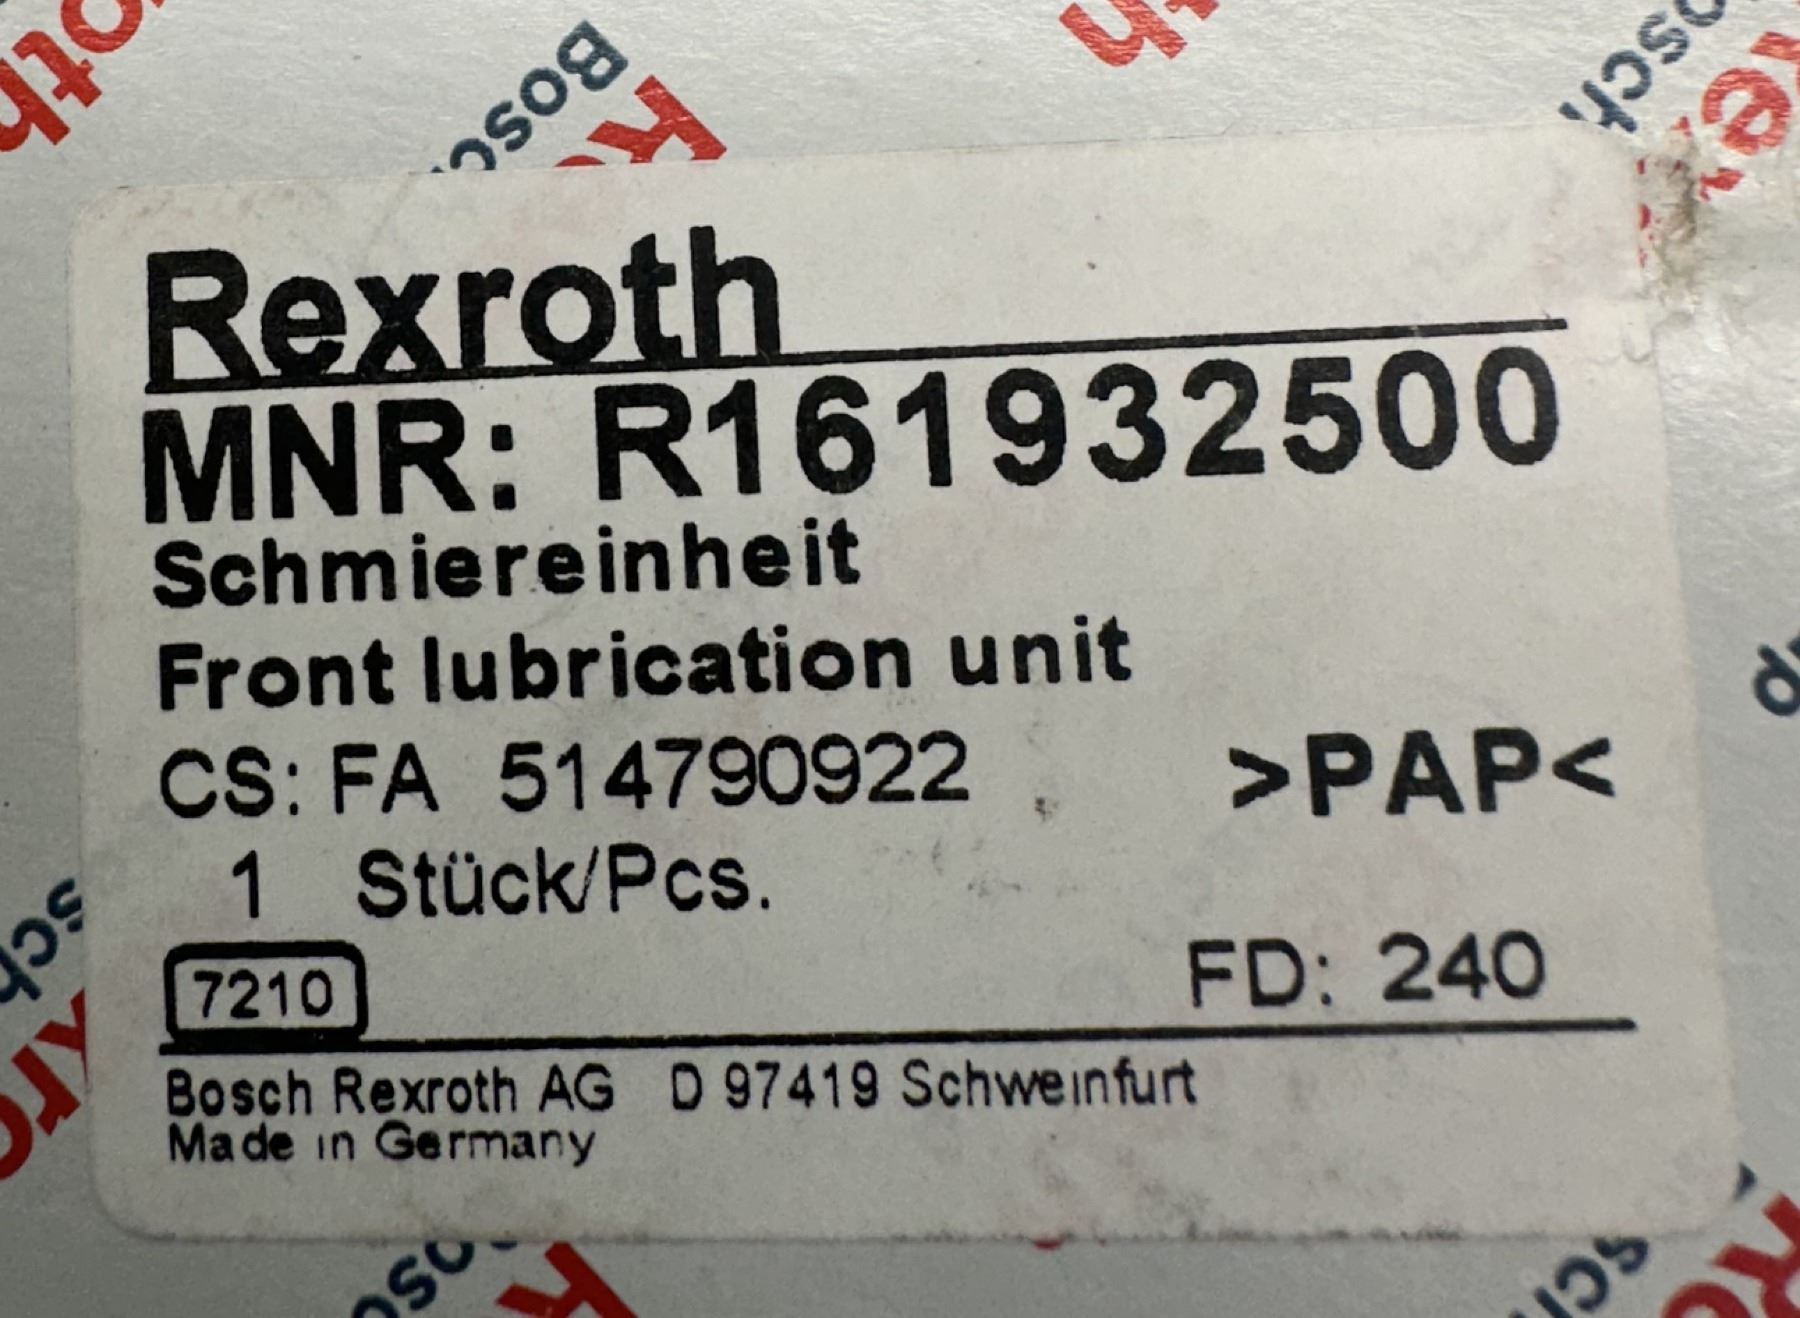 Rexroth
MNR: R161932500
Schmiereinheit
Front lubrication unit
CS: FA 514790922 >PAP<
1 Stück/Pcs.
7210 FD: 240
Bosch Rexroth AG D 97419 Schweinfurt
Made in Germany